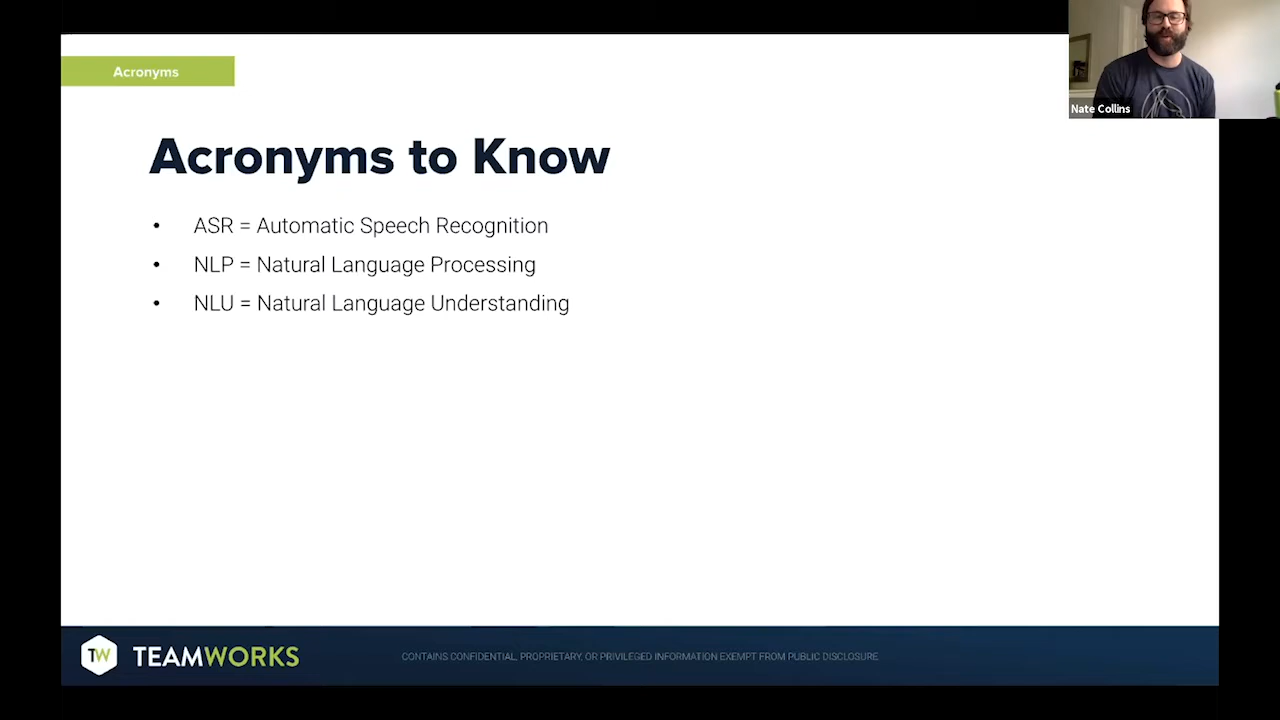 Acronyms
Nate Collins
Acronyms to Know
• ASR = Automatic Speech Recognition
• NLP = Natural Language Processing
• NLU = Natural Language Understanding
TW TEAMWORKS
CONTAINS CONFIDENTIAL, PROPRIETARY, OR PRIVILEGED INFORMATION EXEMPT FROM PUBLIC DISCLOSURE.